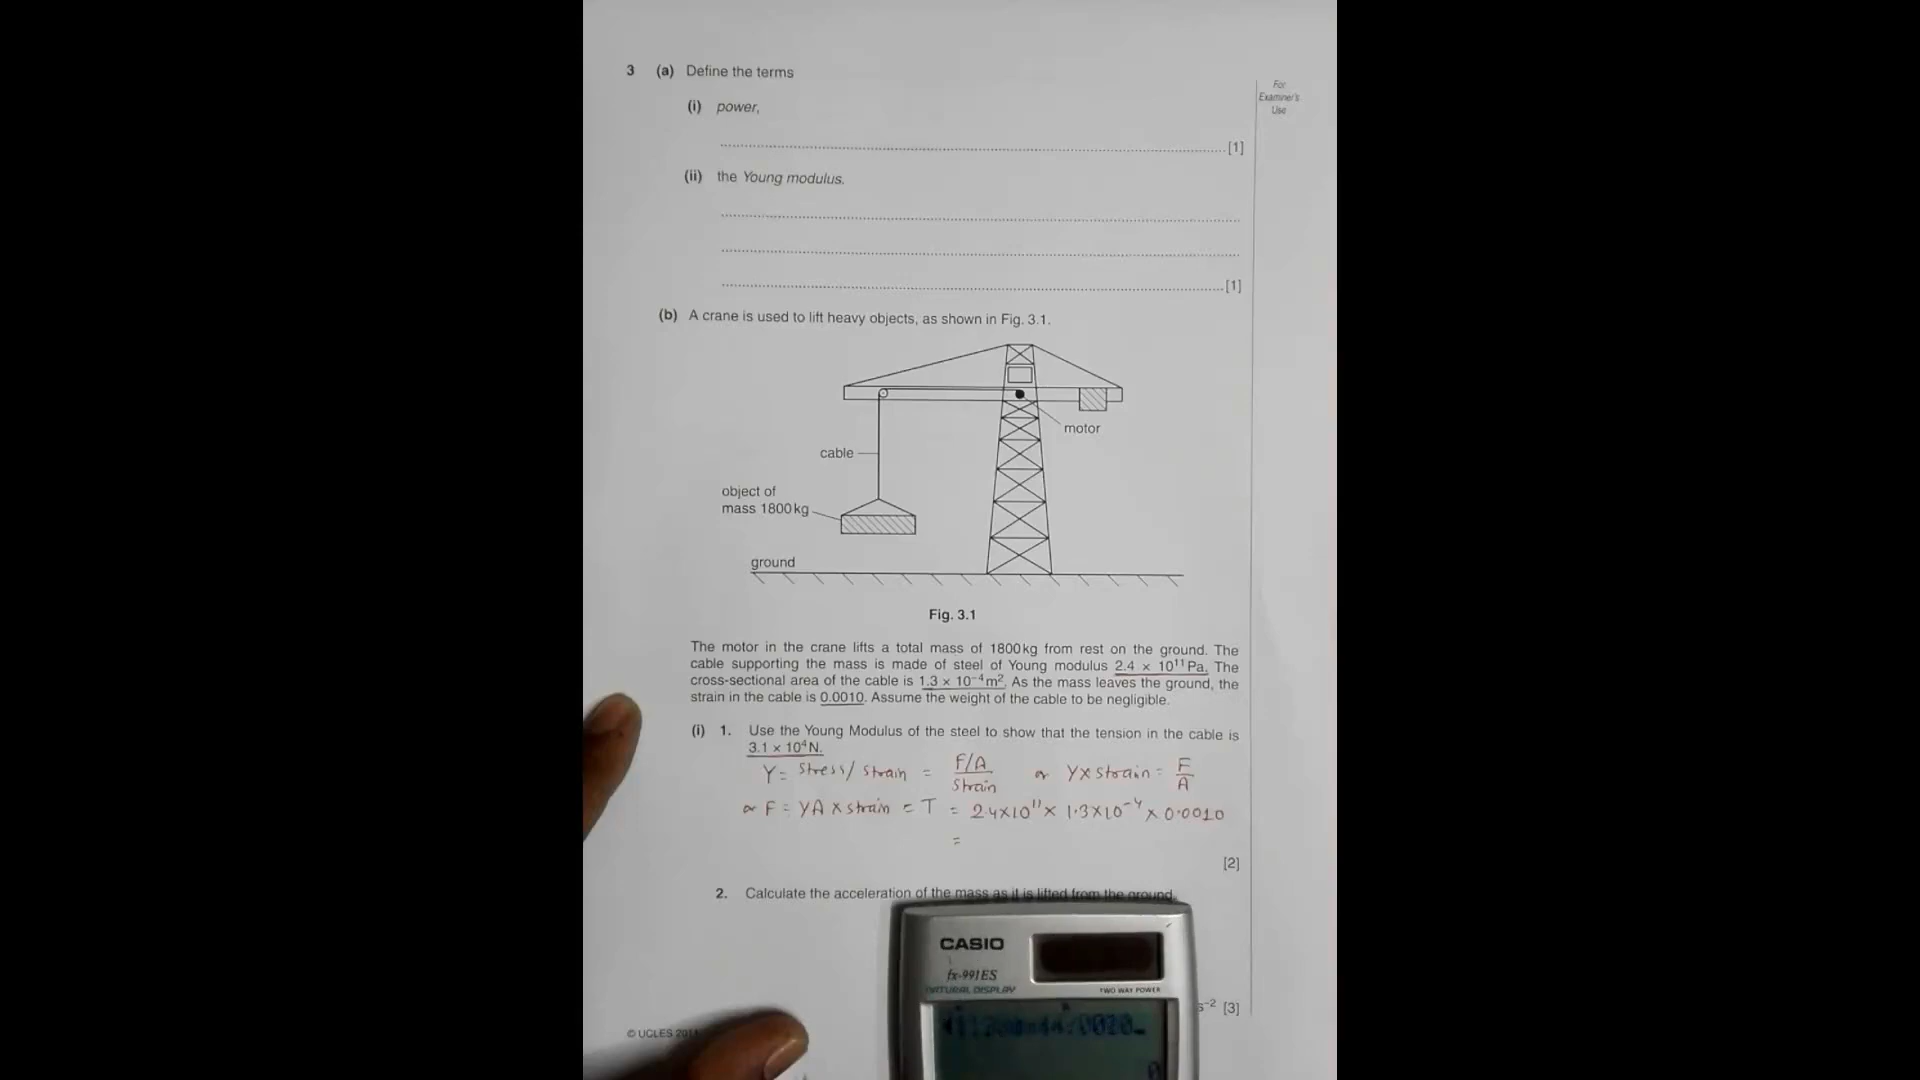 3 (a) Define the terms
(i) power,
[1]
(ii) the Young modulus.
[1]
(b) A crane is used to lift heavy objects, as shown in Fig. 3.1.
cable
motor
object of
mass 1800 kg
ground
Fig. 3.1
The motor in the crane lifts a total mass of 1800 kg from rest on the ground. The
cable supporting the mass is made of steel of Young modulus 2.4 × 10¹¹ Pa. The
cross-sectional area of the cable is 1.3 × 10⁻⁴ m². As the mass leaves the ground, the
strain in the cable is 0.0010. Assume the weight of the cable to be negligible.
(i) 1. Use the Young Modulus of the steel to show that the tension in the cable is
3.1 × 10⁴ N.
Y = stress/strain = F/A / strain or Y×strain = F/A
or F = YA × strain = T = 2.4×10¹¹ × 1.3×10⁻⁴ × 0.0010
=
[2]
2. Calculate the acceleration of the mass as it is lifted from the ground.
s⁻² [3]
© UCLES
For
Examiner's
Use
CASIO
fx-991ES
NATURAL DISPLAY
TWO WAY POWER
0